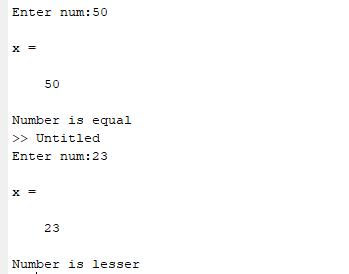 Enter num:50
x =
50
Number is equal
>> Untitled
Enter num:23
x =
23
Number is lesser